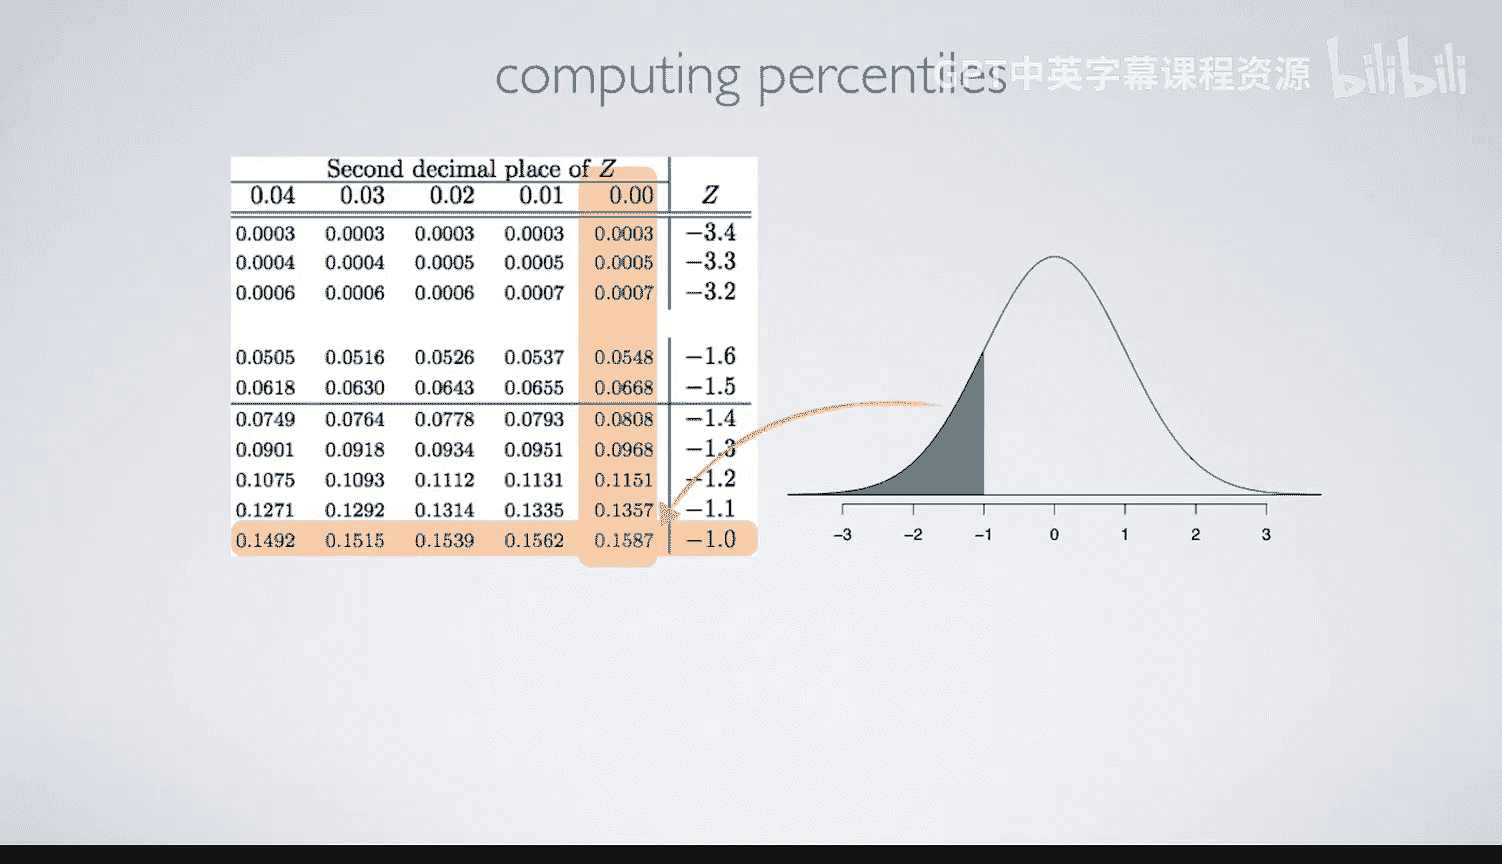 computing percentiles
GPT中英字幕课程资源 bilibili
Second decimal place of Z
0.04 0.03 0.02 0.01 0.00 Z
0.0003 0.0003 0.0003 0.0003 0.0003 −3.4
0.0004 0.0004 0.0005 0.0005 0.0005 −3.3
0.0006 0.0006 0.0006 0.0007 0.0007 −3.2
0.0505 0.0516 0.0526 0.0537 0.0548 −1.6
0.0618 0.0630 0.0643 0.0655 0.0668 −1.5
0.0749 0.0764 0.0778 0.0793 0.0808 −1.4
0.0901 0.0918 0.0934 0.0951 0.0968 −1.3
0.1075 0.1093 0.1112 0.1131 0.1151 −1.2
0.1271 0.1292 0.1314 0.1335 0.1357 −1.1
0.1492 0.1515 0.1539 0.1562 0.1587 −1.0
−3 −2 −1 0 1 2 3